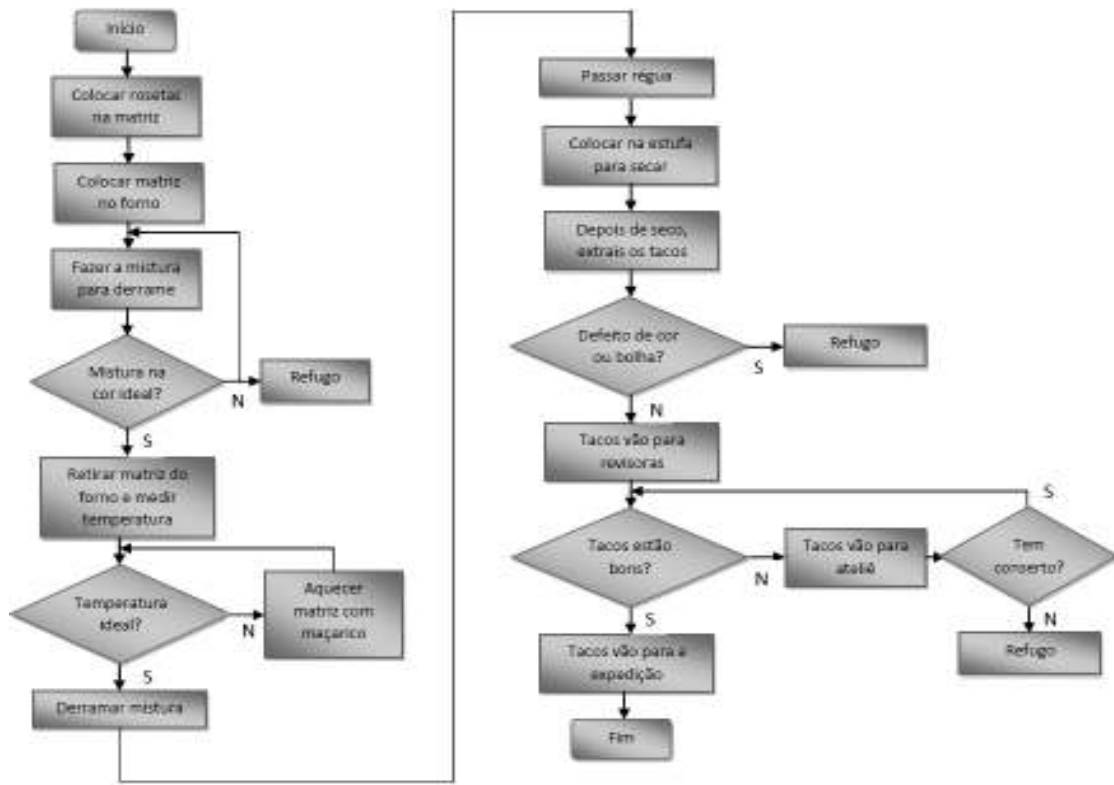 Início
Colocar rosetas
na matriz
Colocar matriz
no forno
Fazer a mistura
para derrame
Mistura na
cor ideal?
N
Refugo
S
Retirar matriz do
forno e medir
temperatura
Temperatura
ideal?
N
Aquecer
matriz com
maçarico
S
Derramar mistura
Passar régua
Colocar na estufa
para secar
Depois de seco,
extrais os tacos
Defeito de cor
ou bolha?
S
Refugo
N
Tacos vão para
revisoras
Tacos estão
bons?
N
Tacos vão para
ateliê
Tem
conserto?
S
N
Refugo
S
Tacos vão para a
expedição
Fim